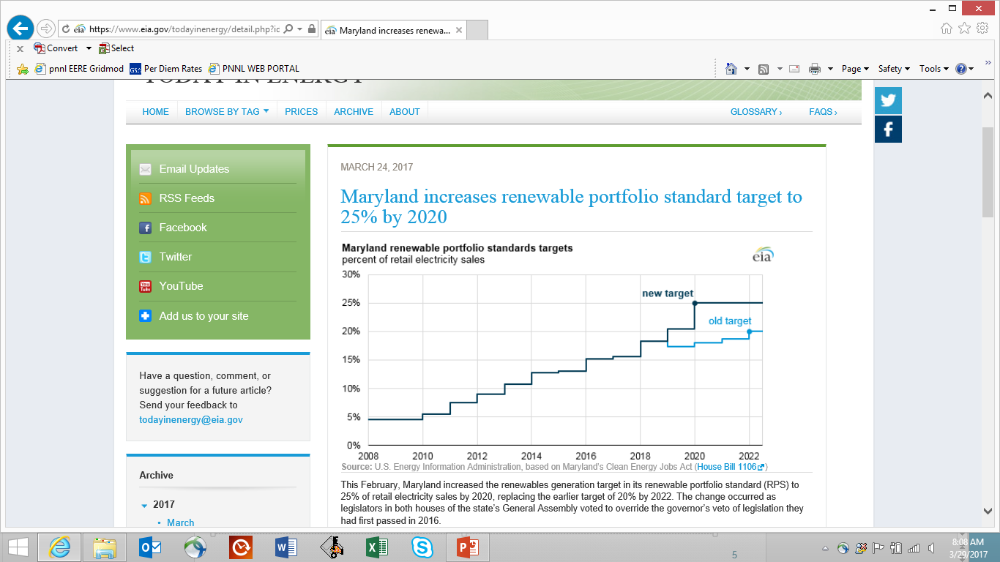 https://www.eia.gov/todayinenergy/detail.php?ic
eia Maryland increases renewa...
x Convert Select
pnnl EERE Gridmod GSA Per Diem Rates PNNL WEB PORTAL
Page Safety Tools
TODAY IN ENERGY
HOME BROWSE BY TAG PRICES ARCHIVE ABOUT GLOSSARY › FAQS ›
Email Updates
RSS Feeds
Facebook
Twitter
YouTube
Add us to your site
Have a question, comment, or
suggestion for a future article?
Send your feedback to
todayinenergy@eia.gov
Archive
2017
• March
MARCH 24, 2017
Maryland increases renewable portfolio standard target to
25% by 2020
Maryland renewable portfolio standards targets
percent of retail electricity sales
eia
30%
25%
20%
15%
10%
5%
0%
new target
old target
2008 2010 2012 2014 2016 2018 2020 2022
Source: U.S. Energy Information Administration, based on Maryland's Clean Energy Jobs Act (House Bill 1106)
This February, Maryland increased the renewables generation target in its renewable portfolio standard (RPS) to
25% of retail electricity sales by 2020, replacing the earlier target of 20% by 2022. The change occurred as
legislators in both houses of the state's General Assembly voted to override the governor's veto of legislation they
had first passed in 2016.
5
8:08 AM
3/29/2017